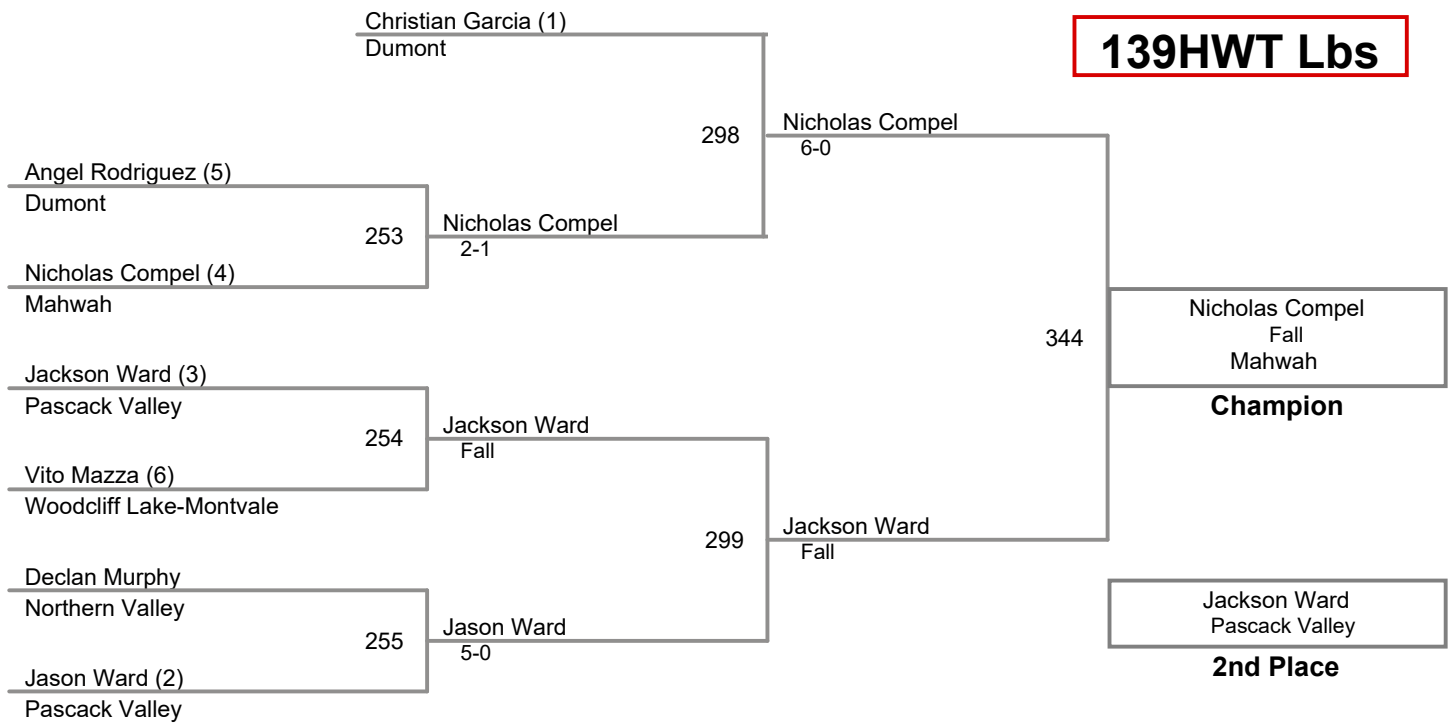 Christian Garcia (1)
Dumont
139HWT Lbs
298
Nicholas Compel
6-0
Angel Rodriguez (5)
Dumont
253
Nicholas Compel
2-1
Nicholas Compel (4)
Mahwah
344
Nicholas Compel
Fall
Mahwah
Champion
Jackson Ward (3)
Pascack Valley
254
Jackson Ward
Fall
Vito Mazza (6)
Woodcliff Lake-Montvale
299
Jackson Ward
Fall
Declan Murphy
Northern Valley
255
Jason Ward
5-0
Jason Ward (2)
Pascack Valley
Jackson Ward
Pascack Valley
2nd Place